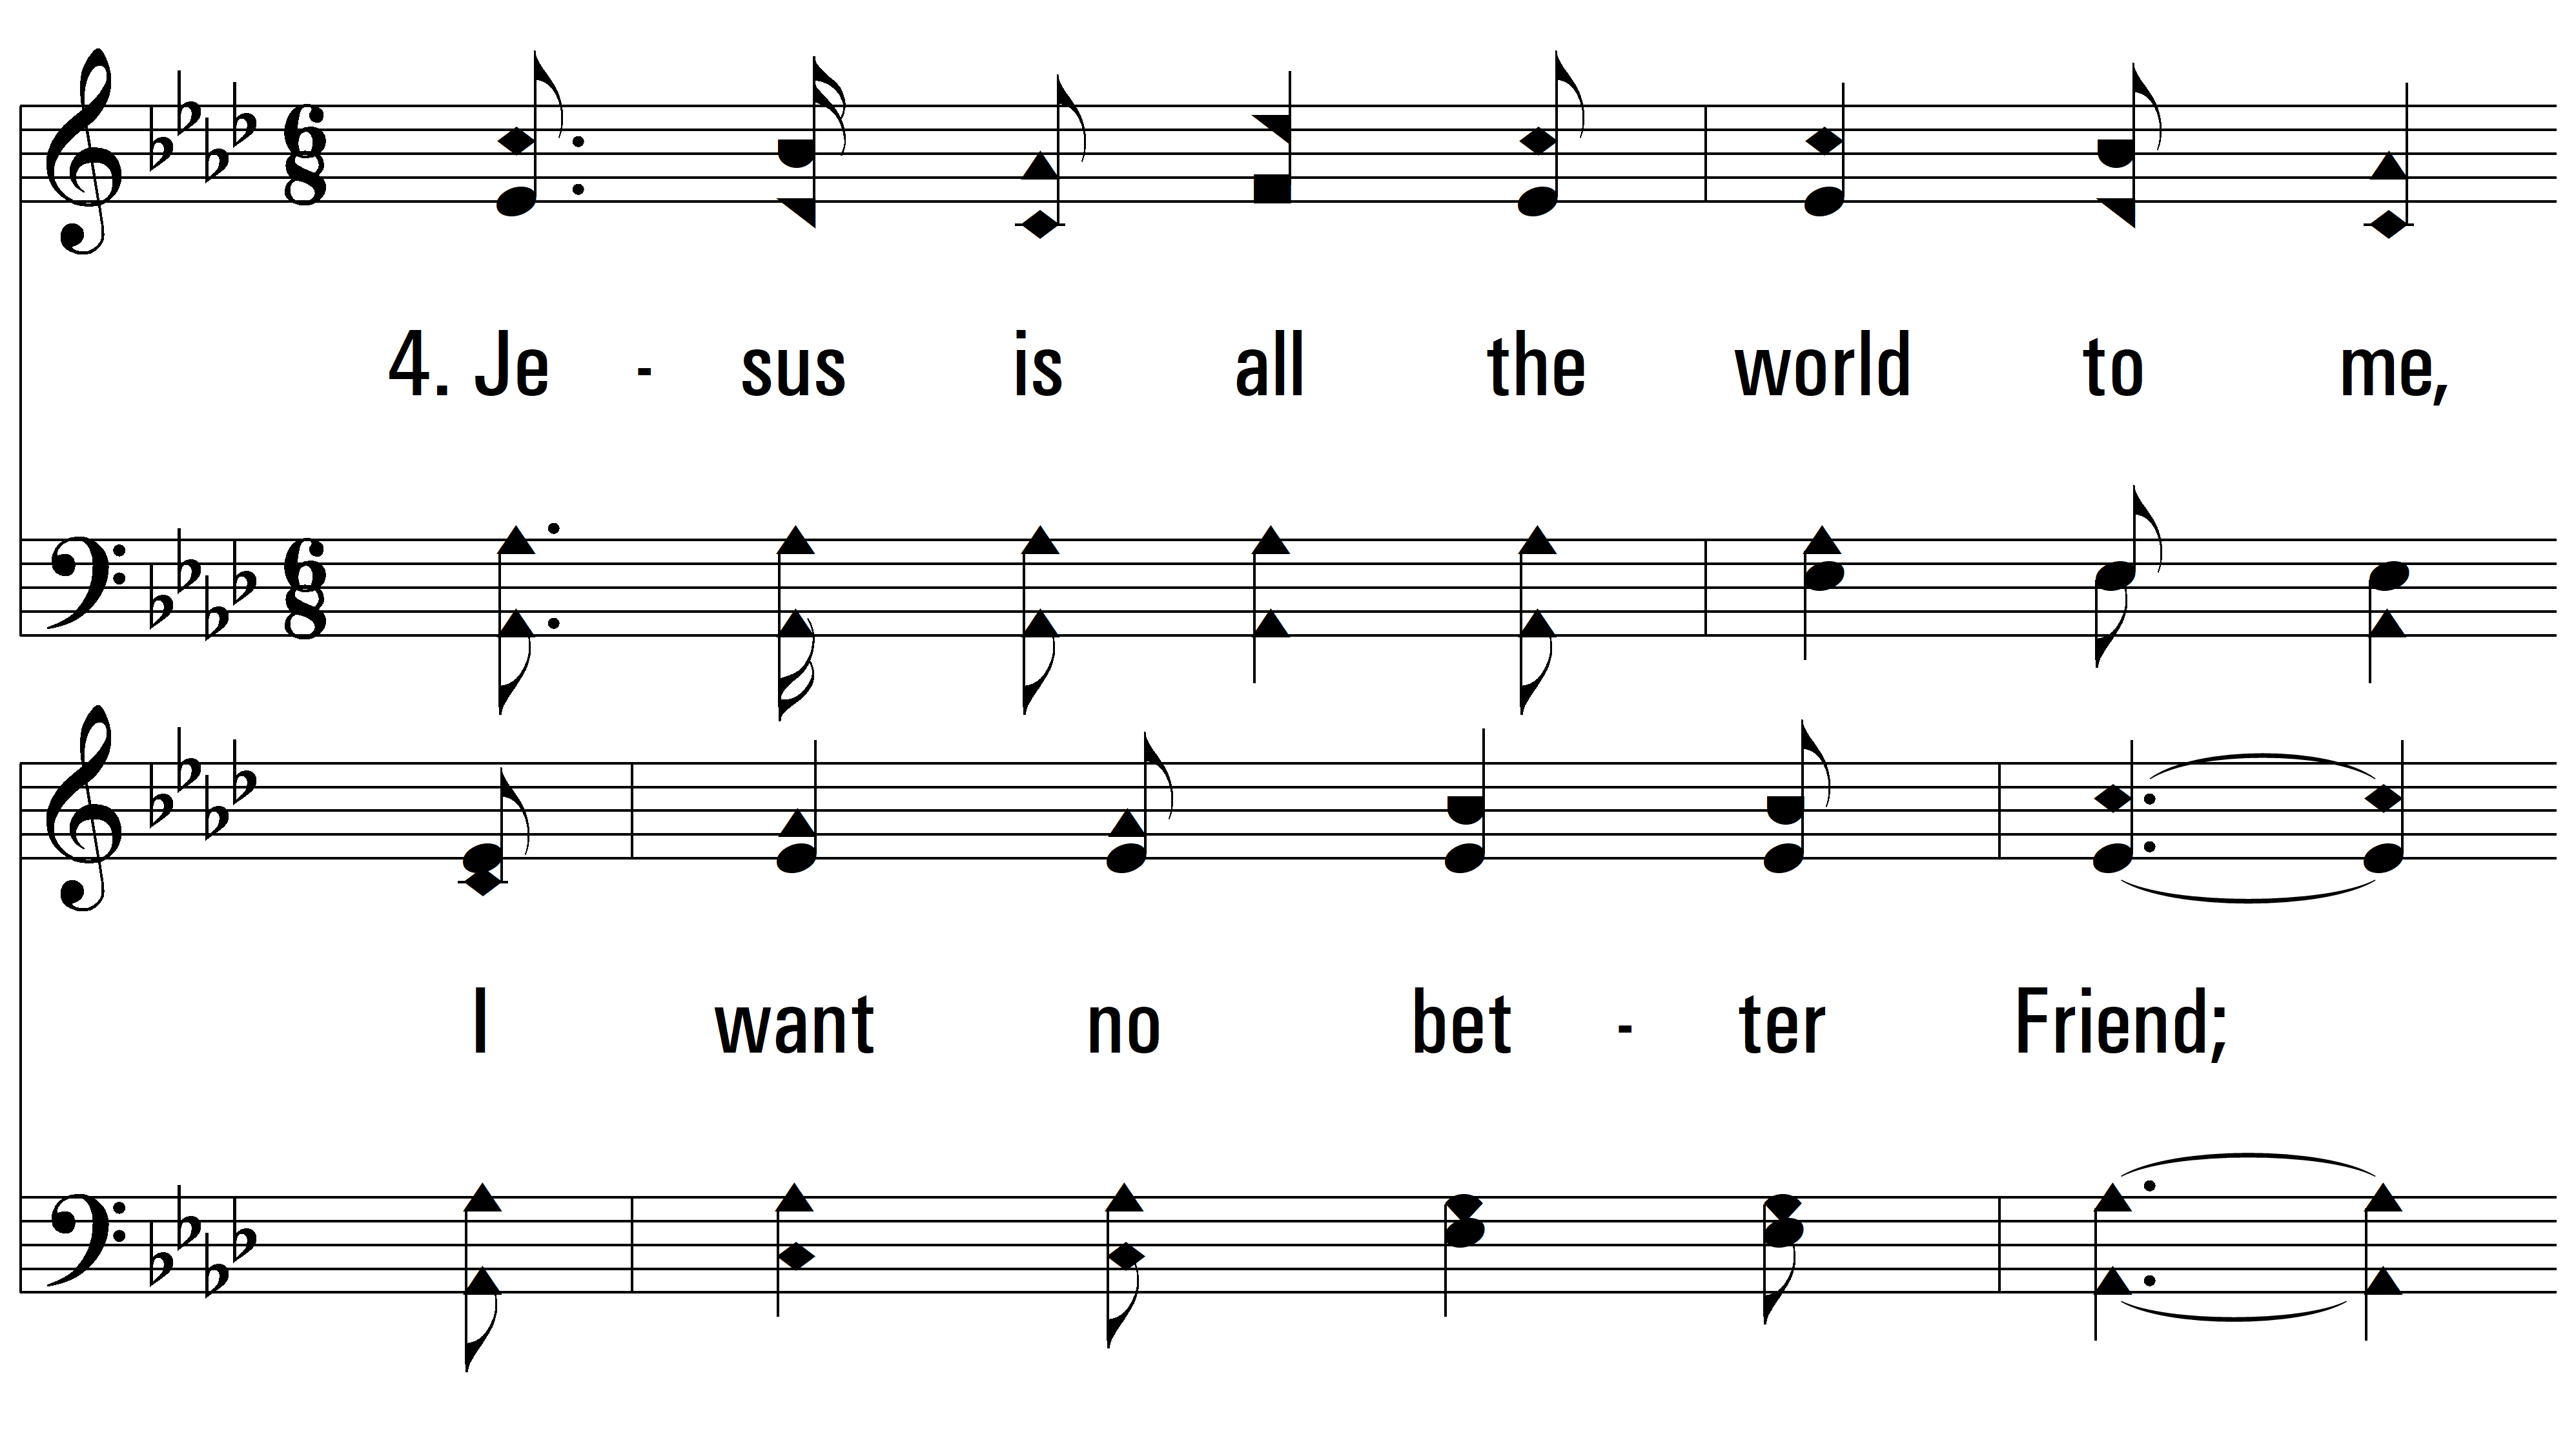 4. Je - sus is all the world to me,
I want no bet - ter Friend;